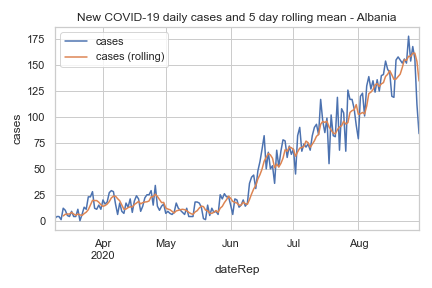 New COVID-19 daily cases and 5 day rolling mean - Albania
cases
cases (rolling)
175
150
125
100
75
50
25
0
cases
Apr
2020
May
Jun
Jul
Aug
dateRep